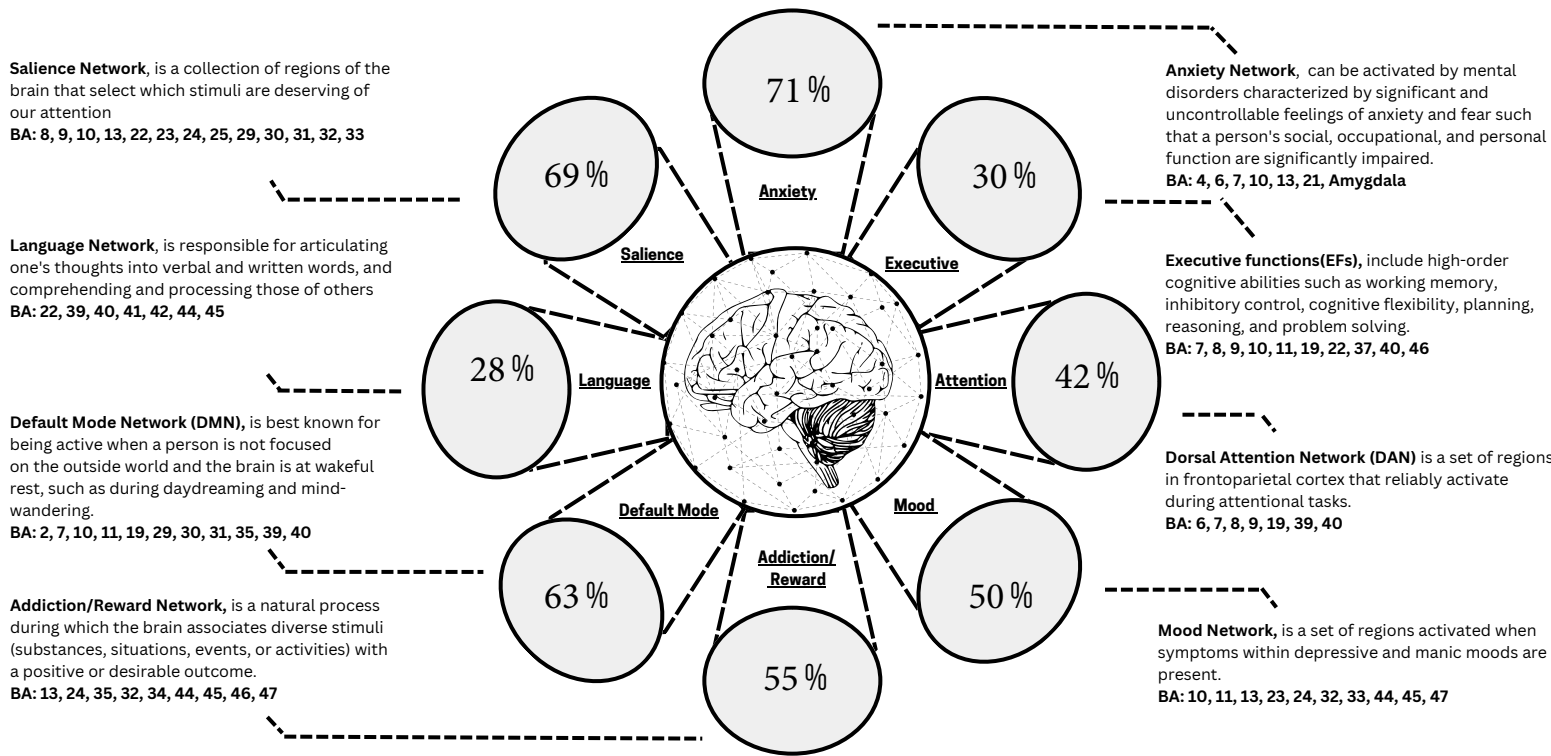 Salience Network, is a collection of regions of the
brain that select which stimuli are deserving of
our attention
BA: 8, 9, 10, 13, 22, 23, 24, 25, 29, 30, 31, 32, 33
Language Network, is responsible for articulating
one's thoughts into verbal and written words, and
comprehending and processing those of others
BA: 22, 39, 40, 41, 42, 44, 45
Default Mode Network (DMN), is best known for
being active when a person is not focused
on the outside world and the brain is at wakeful
rest, such as during daydreaming and mind-
wandering.
BA: 2, 7, 10, 11, 19, 29, 30, 31, 35, 39, 40
Addiction/Reward Network, is a natural process
during which the brain associates diverse stimuli
(substances, situations, events, or activities) with
a positive or desirable outcome.
BA: 13, 24, 35, 32, 34, 44, 45, 46, 47
71 %
Anxiety
69 %
Salience
30 %
Executive
28 %
Language
Attention
42 %
Default Mode
63 %
Mood
50 %
Addiction/
Reward
55 %
Anxiety Network, can be activated by mental
disorders characterized by significant and
uncontrollable feelings of anxiety and fear such
that a person's social, occupational, and personal
function are significantly impaired.
BA: 4, 6, 7, 10, 13, 21, Amygdala
Executive functions(EFs), include high-order
cognitive abilities such as working memory,
inhibitory control, cognitive flexibility, planning,
reasoning, and problem solving.
BA: 7, 8, 9, 10, 11, 19, 22, 37, 40, 46
Dorsal Attention Network (DAN) is a set of regions
in frontoparietal cortex that reliably activate
during attentional tasks.
BA: 6, 7, 8, 9, 19, 39, 40
Mood Network, is a set of regions activated when
symptoms within depressive and manic moods are
present.
BA: 10, 11, 13, 23, 24, 32, 33, 44, 45, 47